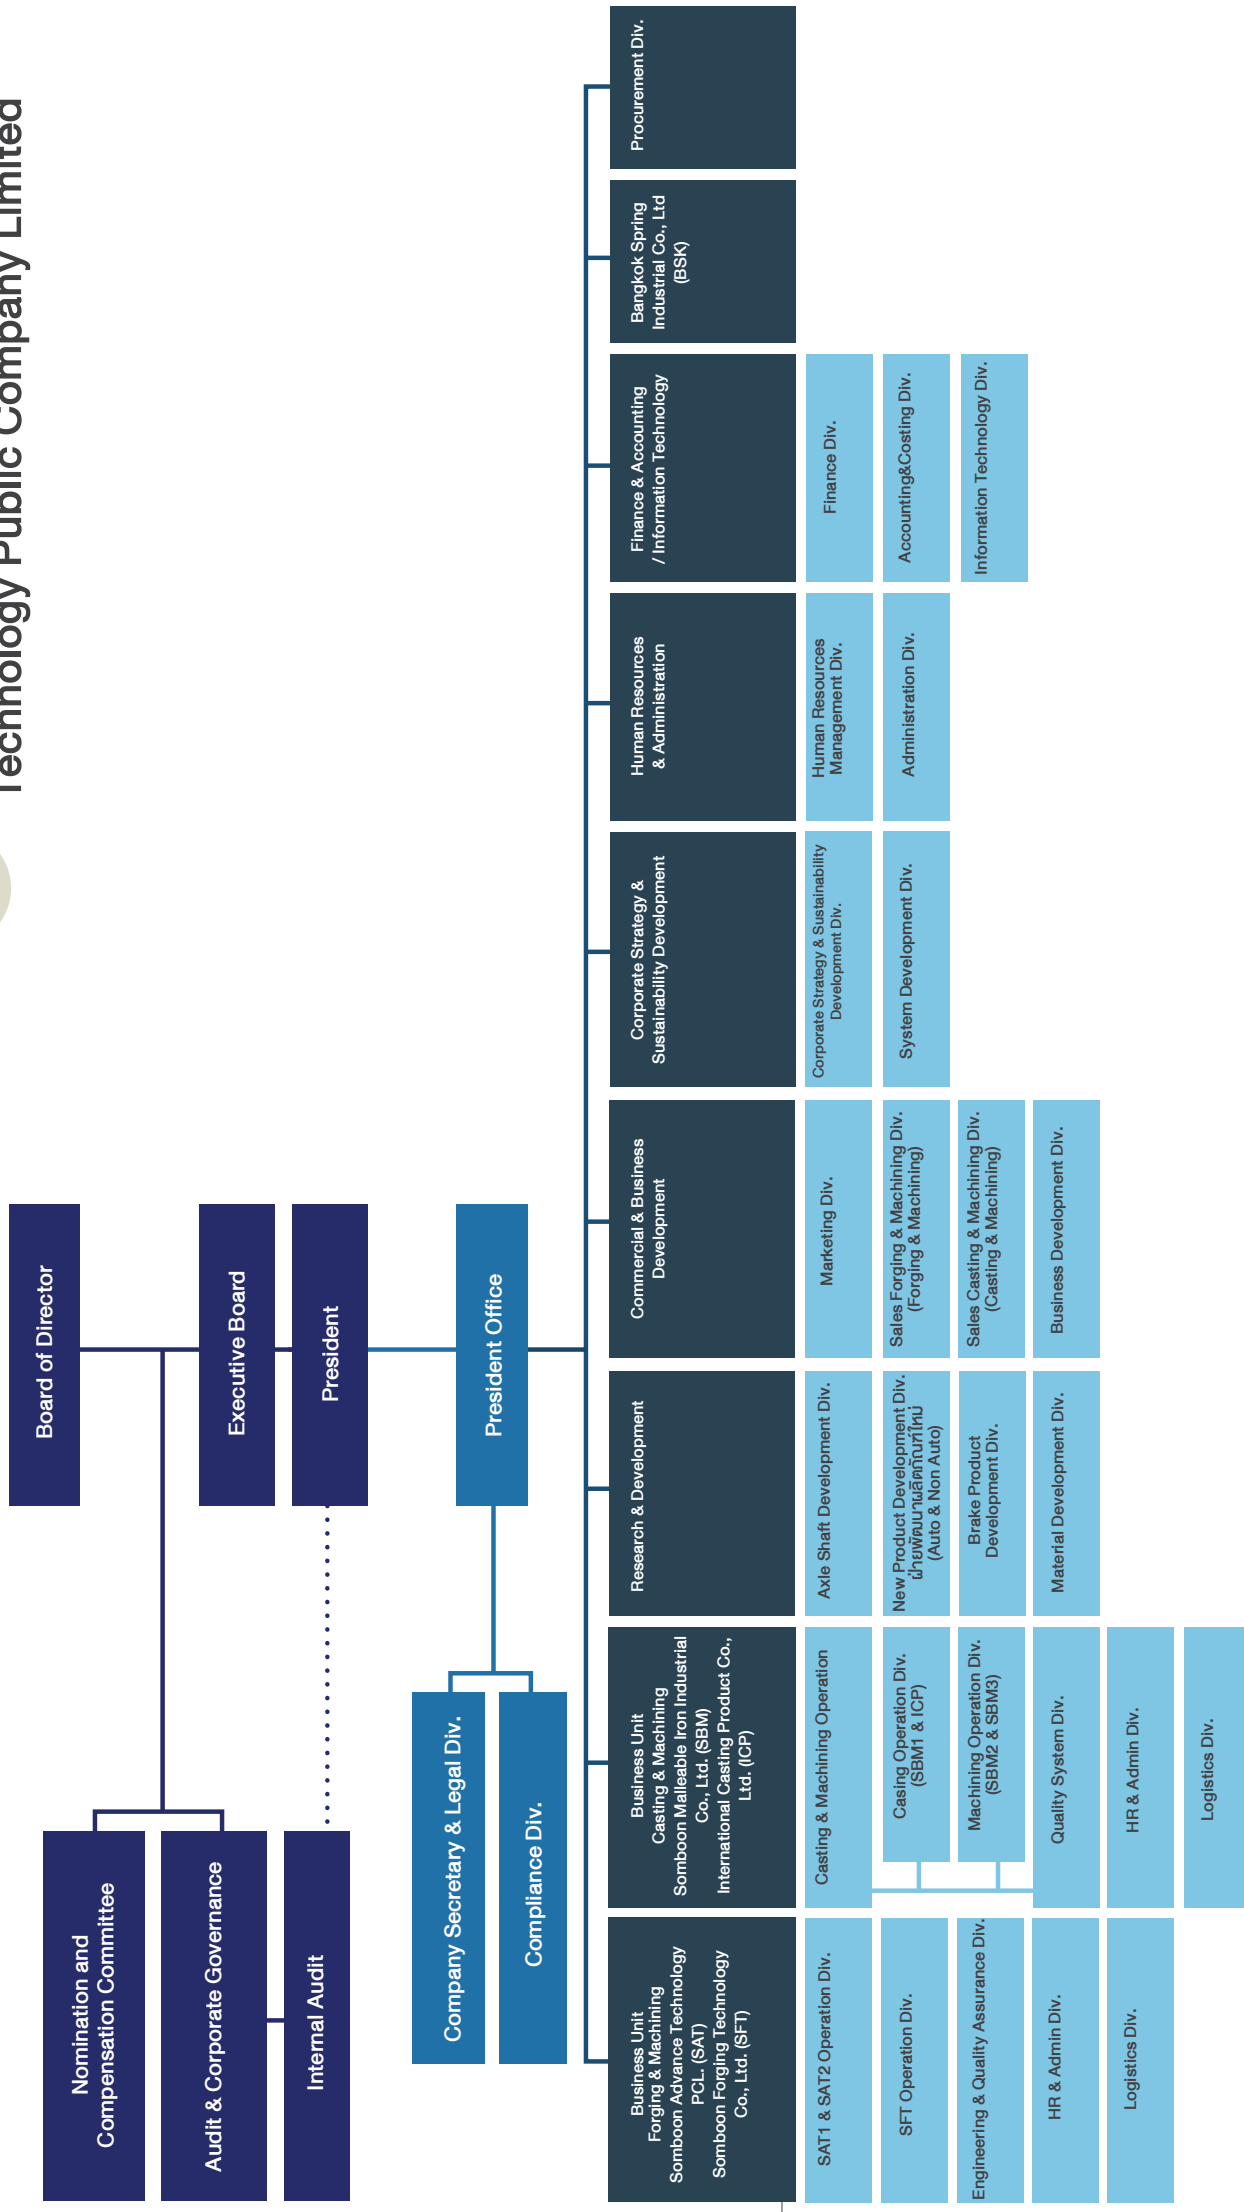 Technology Public Company Limited
Board of Director
Nomination and
Compensation Committee
Audit & Corporate Governance
Executive Board
Internal Audit
President
Company Secretary & Legal Div.
President Office
Compliance Div.
Business Unit
Forging & Machining
Somboon Advance Technology
PCL. (SAT)
Somboon Forging Technology
Co., Ltd. (SFT)
SAT1 & SAT2 Operation Div.
SFT Operation Div.
Engineering & Quality Assurance Div.
HR & Admin Div.
Logistics Div.
Business Unit
Casting & Machining
Somboon Malleable Iron Industrial
Co., Ltd. (SBM)
International Casting Product Co.,
Ltd. (ICP)
Casting & Machining Operation
Casing Operation Div.
(SBM1 & ICP)
Machining Operation Div.
(SBM2 & SBM3)
Quality System Div.
HR & Admin Div.
Logistics Div.
Research & Development
Axle Shaft Development Div.
New Product Development Div.
ฝ่ายพัฒนาผลิตภัณฑ์ใหม่
(Auto & Non Auto)
Brake Product
Development Div.
Material Development Div.
Commercial & Business
Development
Marketing Div.
Sales Forging & Machining Div.
(Forging & Machining)
Sales Casting & Machining Div.
(Casting & Machining)
Business Development Div.
Corporate Strategy &
Sustainability Development
Corporate Strategy & Sustainability
Development Div.
System Development Div.
Human Resources
& Administration
Human Resources
Management Div.
Administration Div.
Finance & Accounting
/ Information Technology
Finance Div.
Accounting&Costing Div.
Information Technology Div.
Bangkok Spring
Industrial Co., Ltd
(BSK)
Procurement Div.